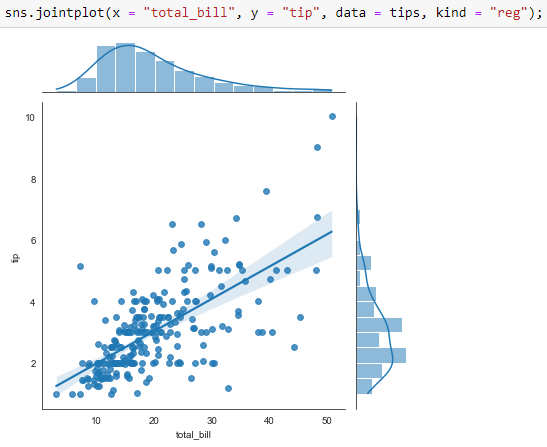 sns.jointplot(x = "total_bill", y = "tip", data = tips, kind = "reg");
10
8
6
tip
4
2
10 20 30 40 50
total_bill